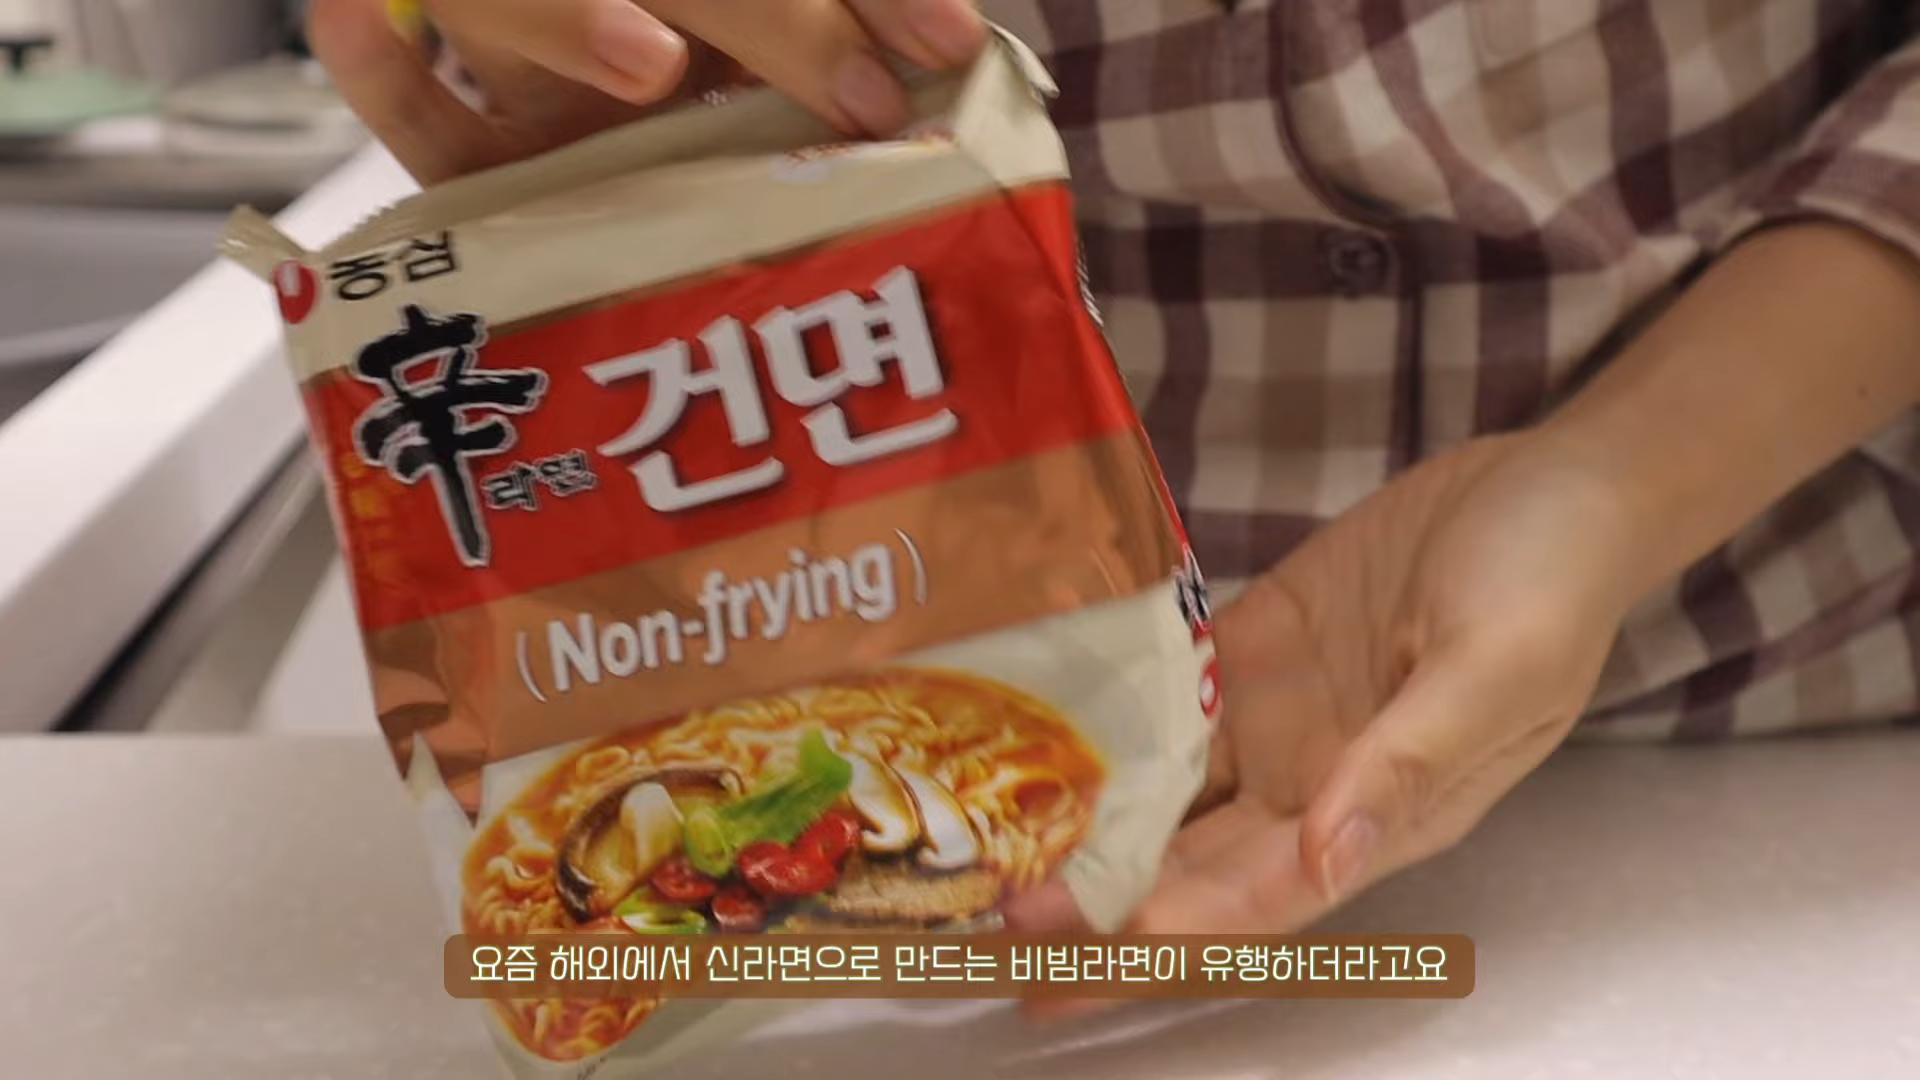 농심
辛라면 건면
(Non-frying)
요즘 해외에서 신라면으로 만드는 비빔라면이 유행하더라고요